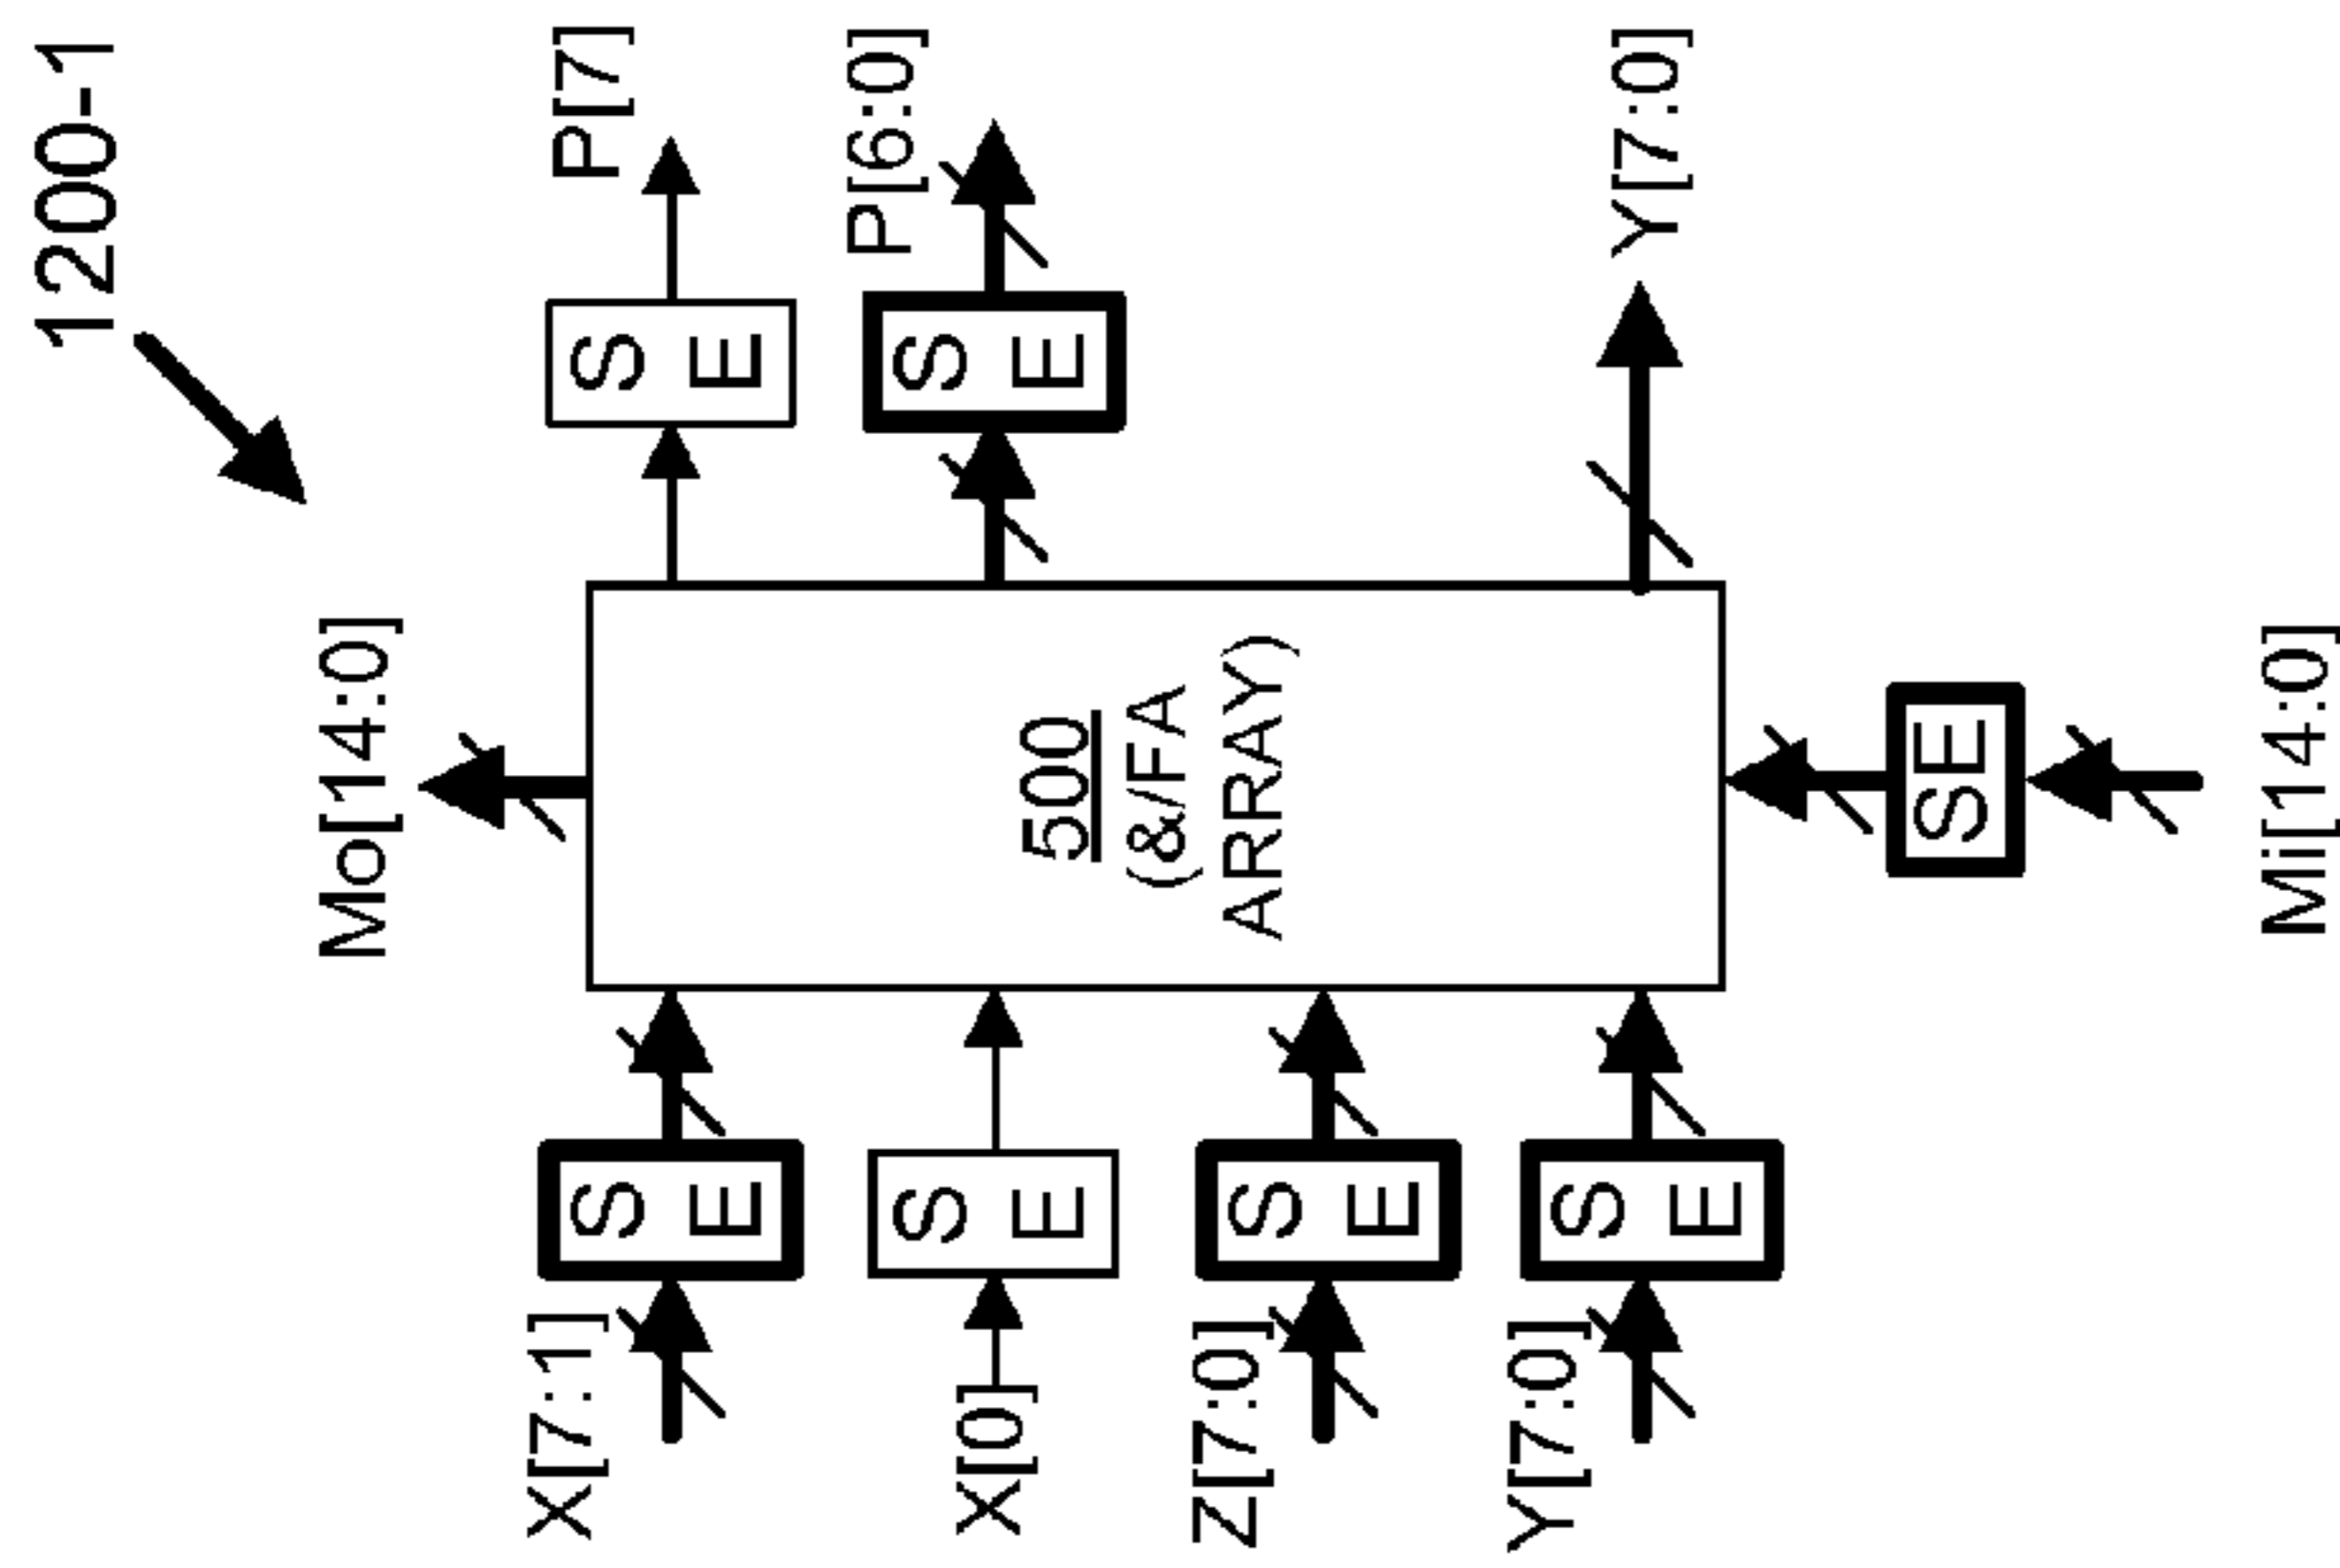 1200-1
Mo[14:0]
X[7:1]
S
E
P[7]
S
E
P[6:0]
S
E
X[0]
S
E
500
(&/FA
ARRAY)
Z[7:0]
S
E
Y[7:0]
S
E
Y[7:0]
SE
Mi[14:0]